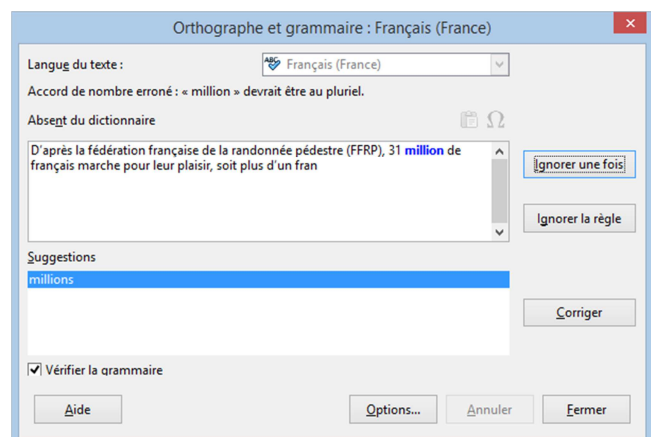 Orthographe et grammaire : Français (France)
Langue du texte :
ABC Français (France)
Accord de nombre erroné : « million » devrait être au pluriel.
Absent du dictionnaire
Ω
D'après la fédération française de la randonnée pédestre (FFRP), 31 million de
français marche pour leur plaisir, soit plus d'un fran
Ignorer une fois
Ignorer la règle
Suggestions
millions
Corriger
Vérifier la grammaire
Aide
Options...
Annuler
Fermer